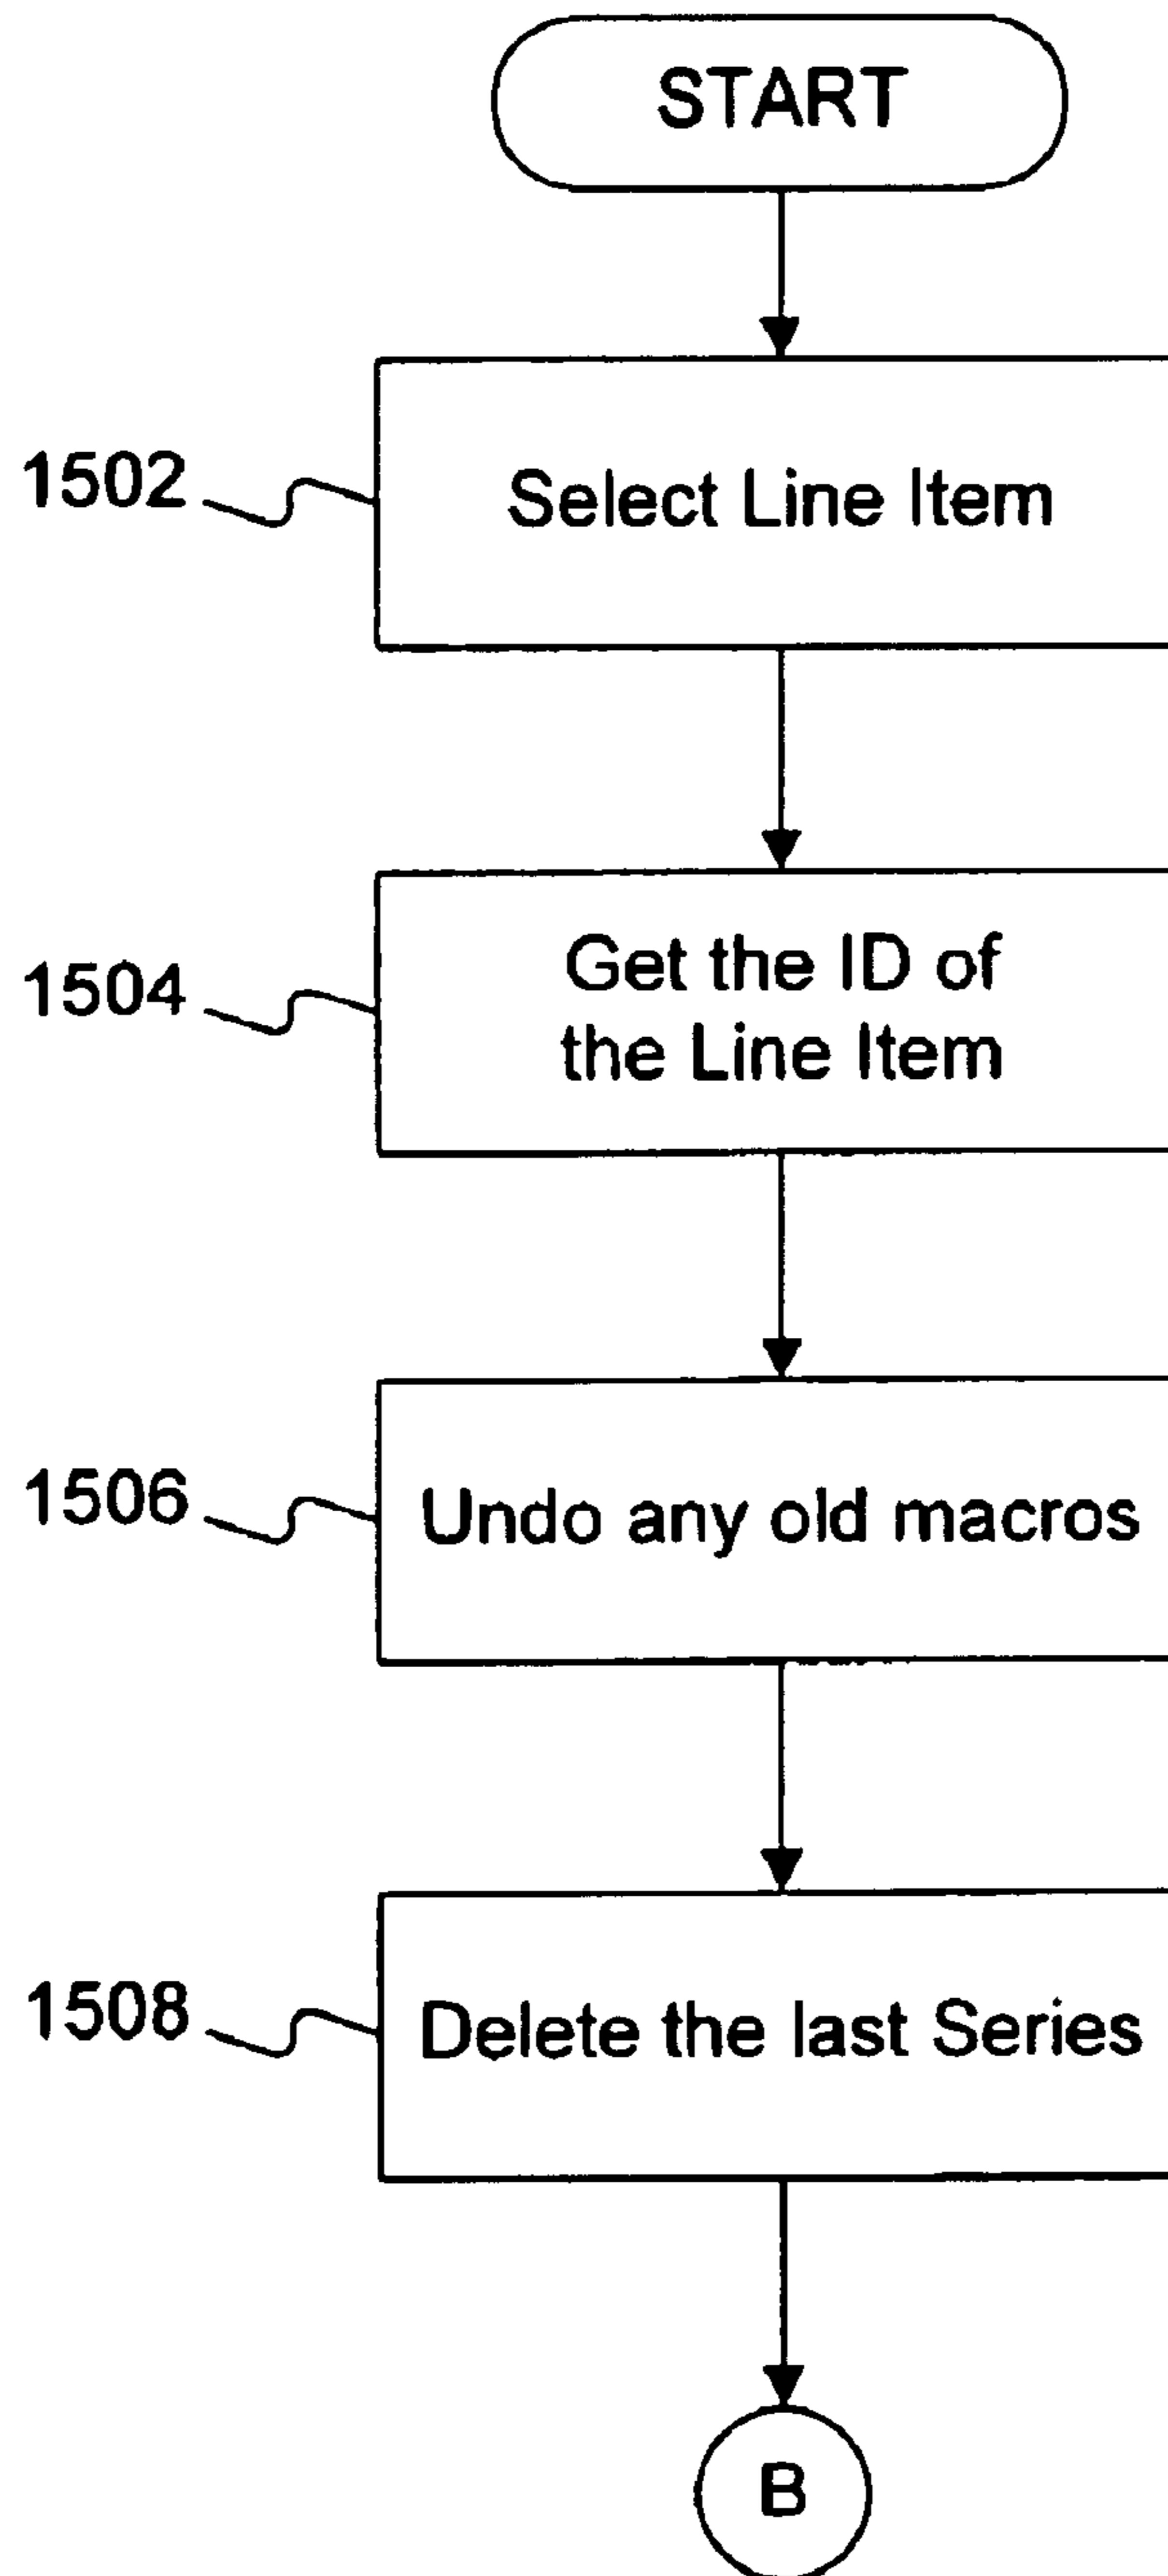 START
1502
Select Line Item
1504
Get the ID of
the Line Item
1506
Undo any old macros
1508
Delete the last Series
B